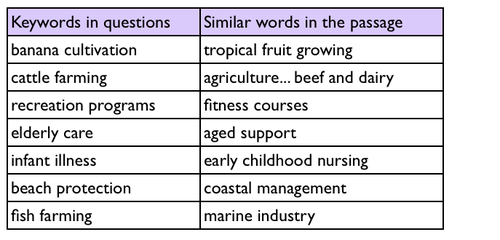 Keywords in questions Similar words in the passage
banana cultivation tropical fruit growing
cattle farming agriculture... beef and dairy
recreation programs fitness courses
elderly care aged support
infant illness early childhood nursing
beach protection coastal management
fish farming marine industry